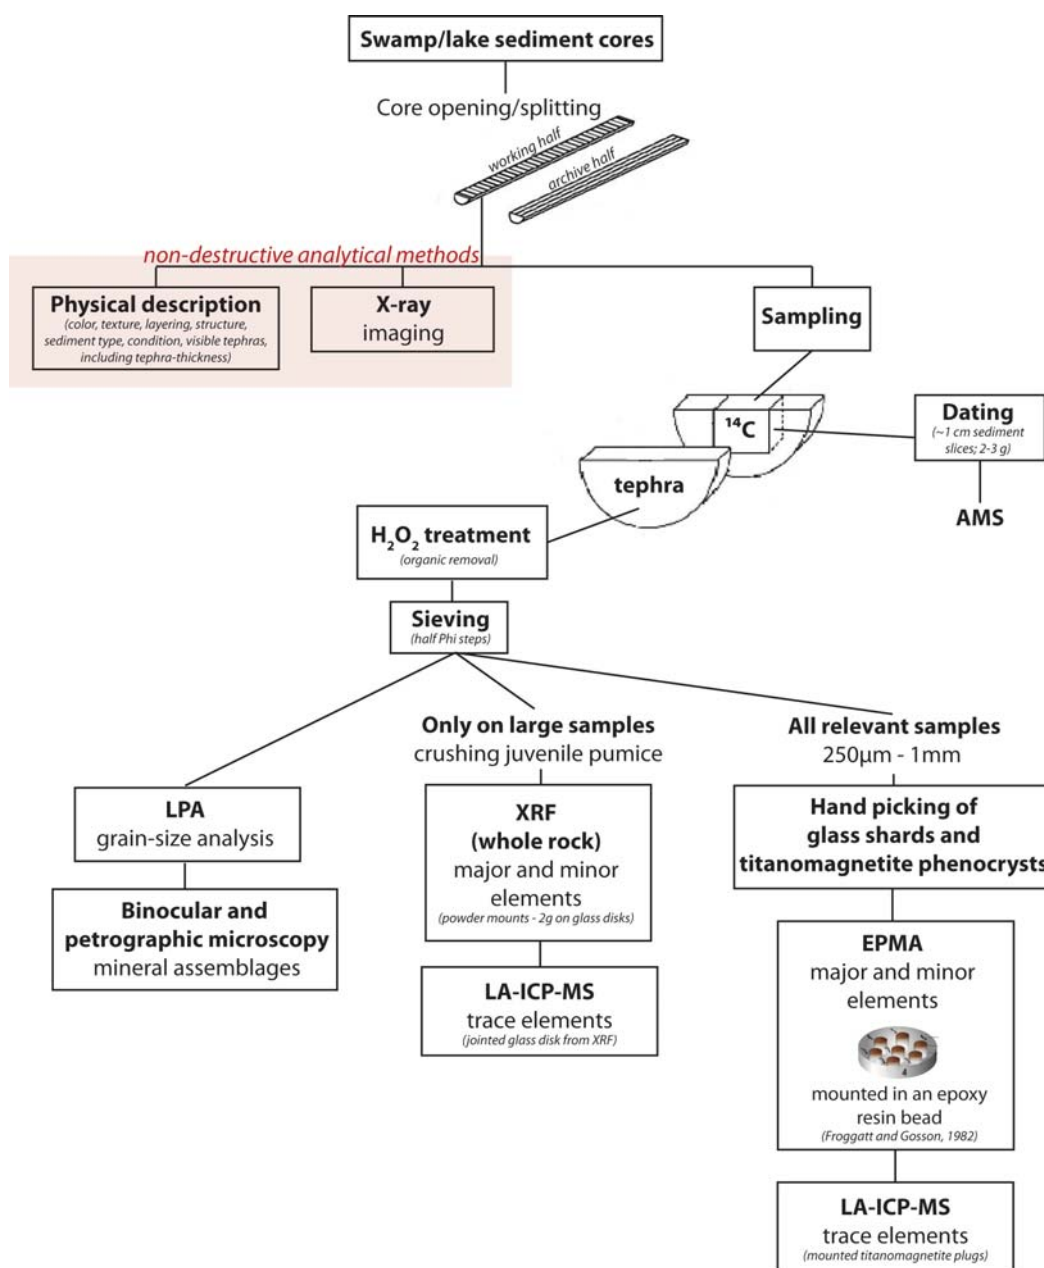 Swamp/lake sediment cores
Core opening/splitting
working half
archive half
non-destructive analytical methods
Physical description
(color, texture, layering, structure,
sediment type, condition, visible tephras,
including tephra-thickness)
X-ray
imaging
Sampling
¹⁴C
tephra
Dating
(~1 cm sediment
slices; 2-3 g)
AMS
H₂O₂ treatment
(organic removal)
Sieving
(half Phi steps)
LPA
grain-size analysis
Binocular and
petrographic microscopy
mineral assemblages
Only on large samples
crushing juvenile pumice
XRF
(whole rock)
major and minor
elements
(powder mounts - 2g on glass disks)
LA-ICP-MS
trace elements
(jointed glass disk from XRF)
All relevant samples
250μm - 1mm
Hand picking of
glass shards and
titanomagnetite phenocrysts
EPMA
major and minor
elements
4
mounted in an epoxy
resin bead
(Froggatt and Gosson, 1982)
LA-ICP-MS
trace elements
(mounted titanomagnetite plugs)